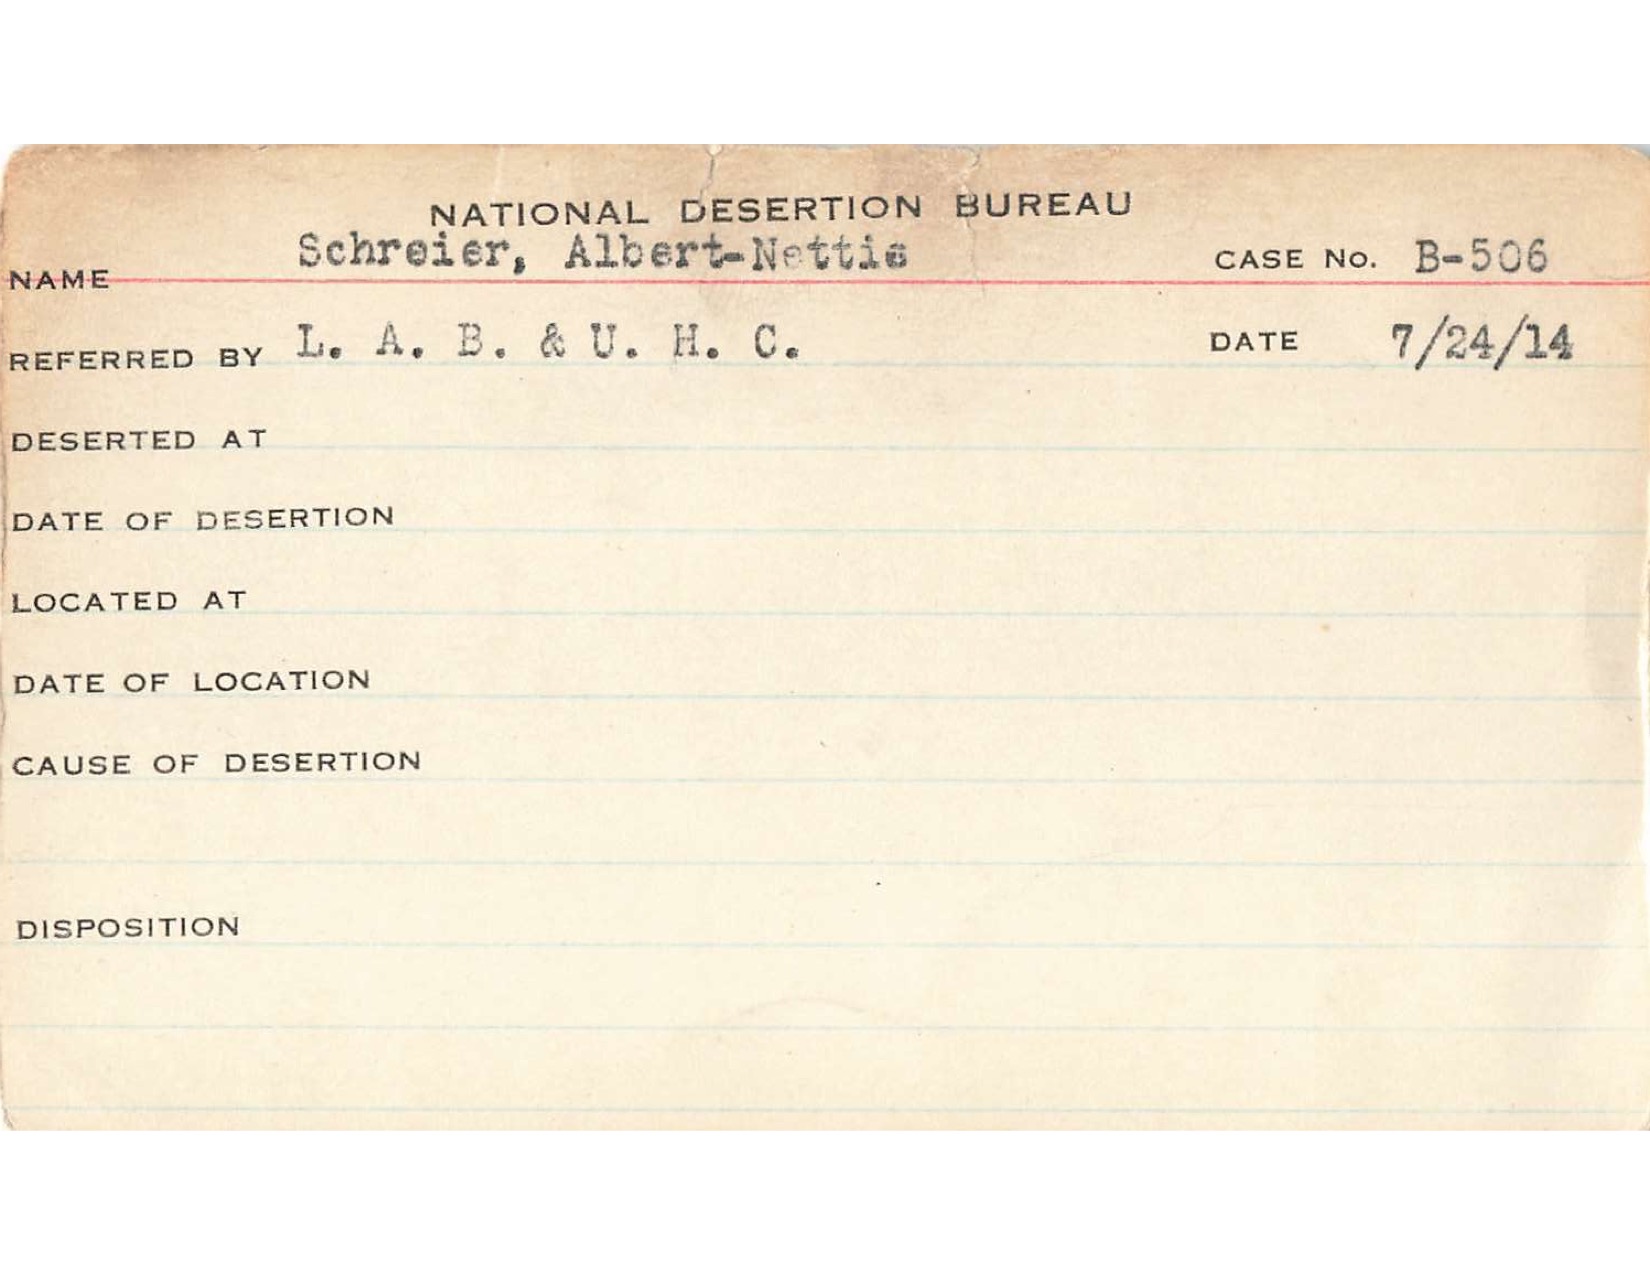 NATIONAL DESERTION BUREAU
NAME Schreier, Albert-Nettie CASE No. B-506
REFERRED BY L. A. B. & U. H. C. DATE 7/24/14
DESERTED AT
DATE OF DESERTION
LOCATED AT
DATE OF LOCATION
CAUSE OF DESERTION
DISPOSITION